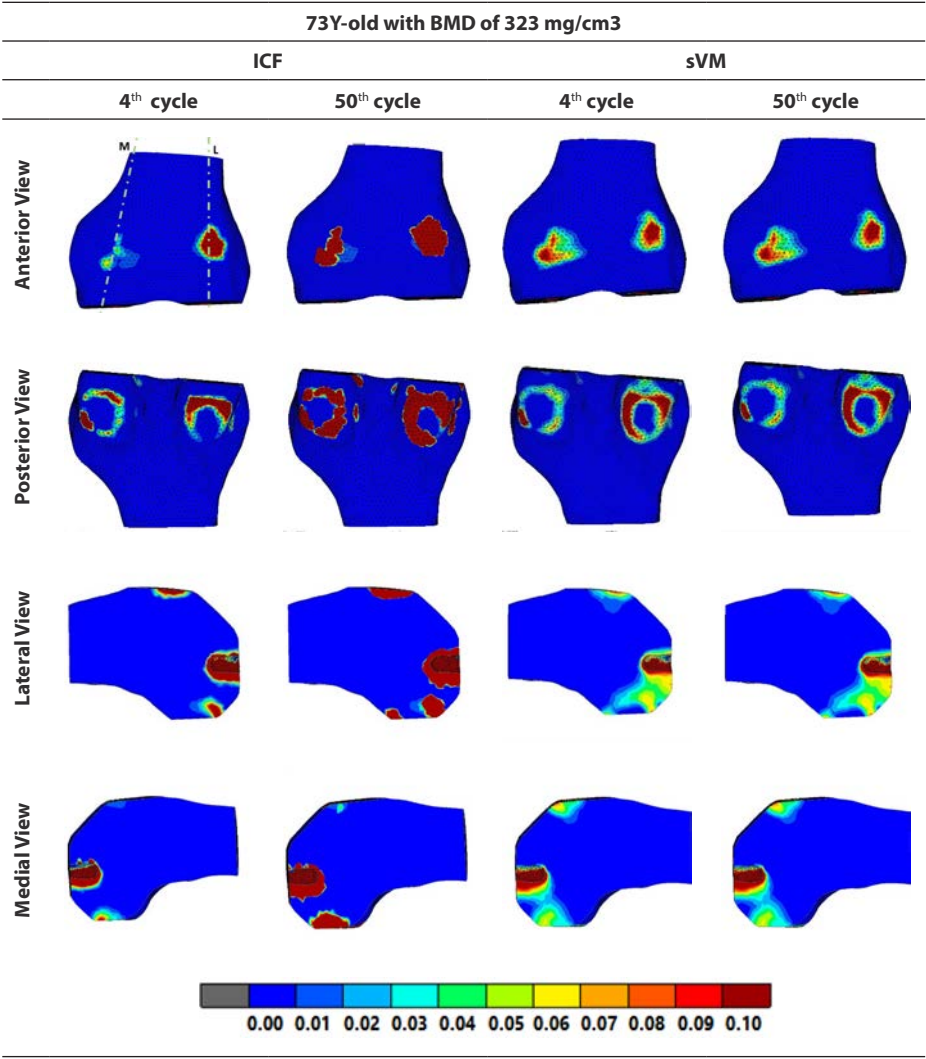 73Y-old with BMD of 323 mg/cm3
ICF sVM
4th cycle 50th cycle 4th cycle 50th cycle
Anterior View
M L
Posterior View
Lateral View
Medial View
0.00 0.01 0.02 0.03 0.04 0.05 0.06 0.07 0.08 0.09 0.10